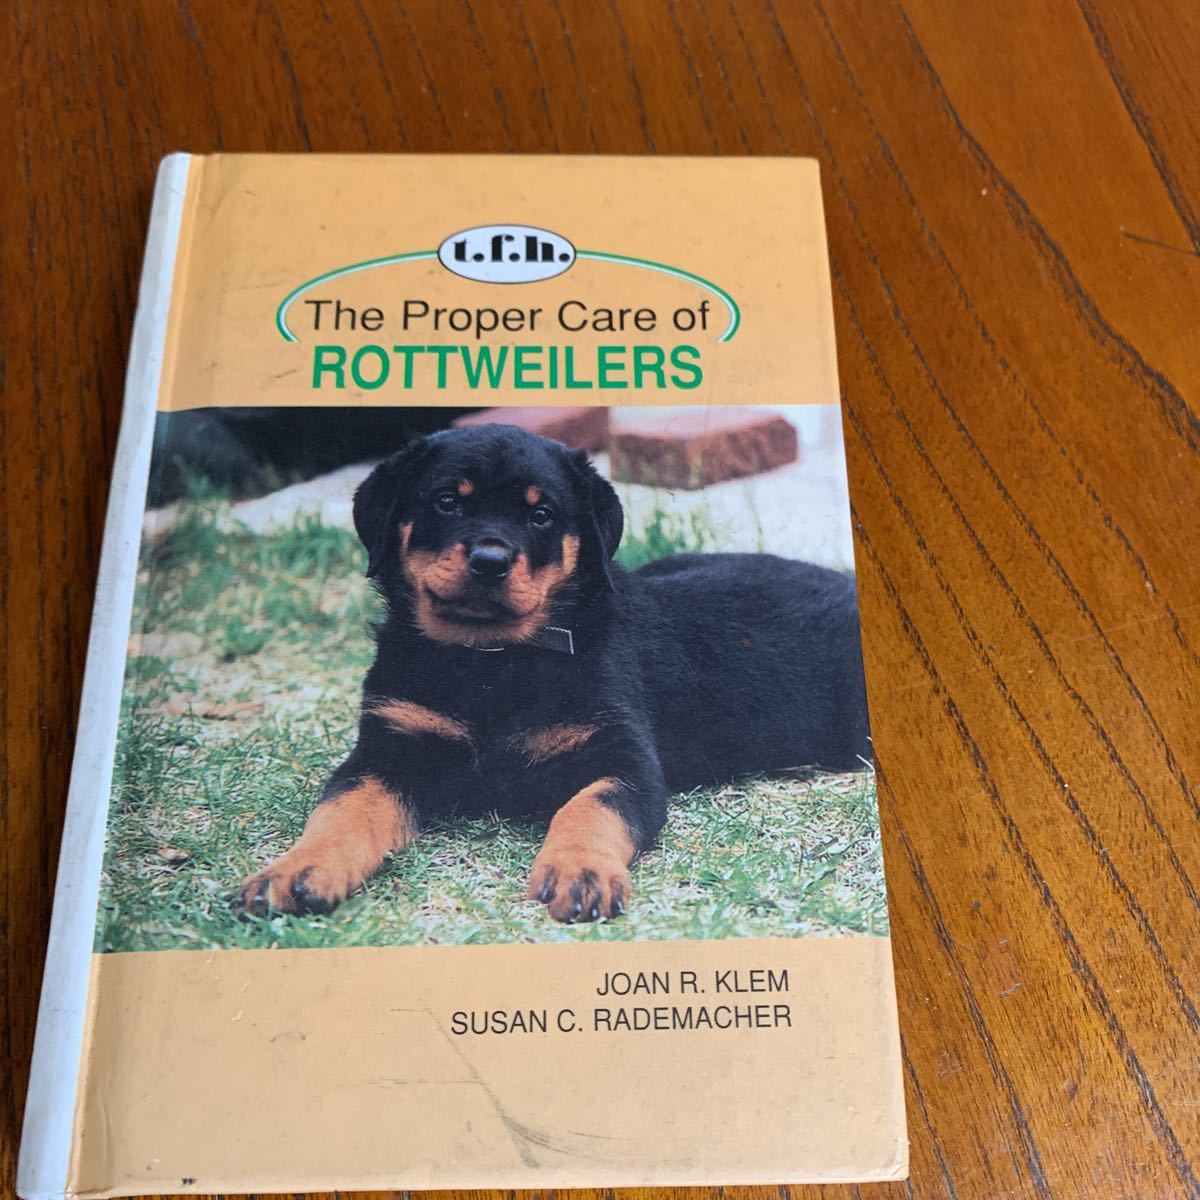 t.f.h.
The Proper Care of
ROTTWEILERS
JOAN R. KLEM
SUSAN C. RADEMACHER